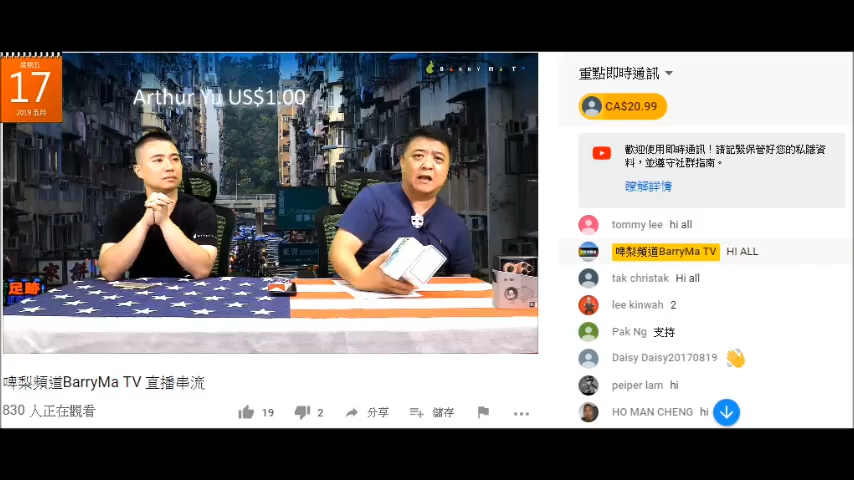 星期五
17
2019 五月
Arthur Yu US$1.00
BARRYMATV
足勝
啤梨頻道BarryMa TV 直播串流
830 人正在觀看
19
2
分享
儲存
重點即時通訊
CA$20.99
歡迎使用即時通訊！請記緊保管好您的私隱資
料，並遵守社群指南。
瞭解詳情
tommy lee hi all
啤梨頻道BarryMa TV HI ALL
tak christak Hi all
lee kinwah 2
Pak Ng 支持
Daisy Daisy20170819 👋
peiper lam hi
HO MAN CHENG hi